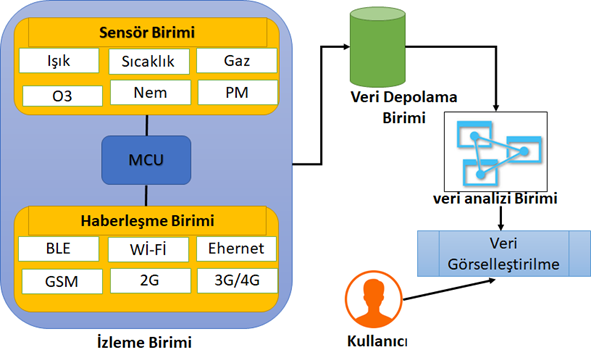 Sensör Birimi
Işık
Sıcaklık
Gaz
O3
Nem
PM
MCU
Haberleşme Birimi
BLE
Wİ-Fİ
Ehernet
GSM
2G
3G/4G
İzleme Birimi
Veri Depolama
Birimi
veri analizi Birimi
Veri
Görselleştirilme
Kullanıcı